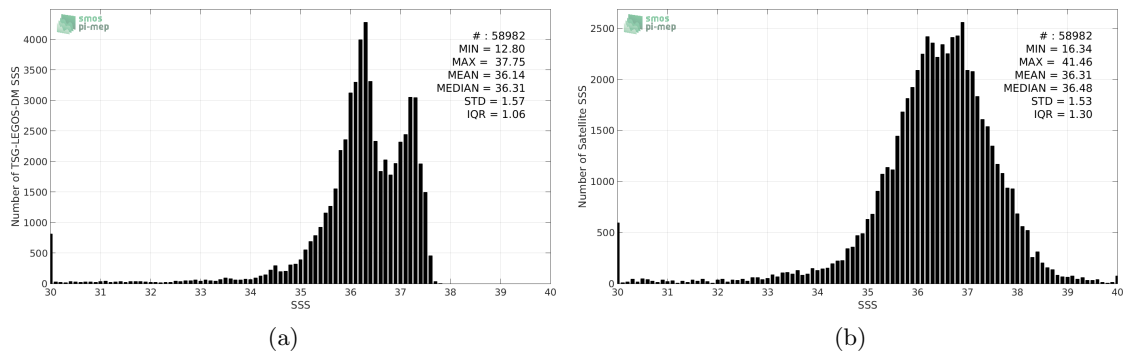 smos
pi-mep
# : 58982
MIN = 12.80
MAX = 37.75
MEAN = 36.14
MEDIAN = 36.31
STD = 1.57
IQR = 1.06
Number of TSG-LEGOS-DM SSS
4000
3500
3000
2500
2000
1500
1000
500
0
30 31 32 33 34 35 36 37 38 39 40
SSS
(a)
smos
pi-mep
# : 58982
MIN = 16.34
MAX = 41.46
MEAN = 36.31
MEDIAN = 36.48
STD = 1.53
IQR = 1.30
Number of Satellite SSS
2500
2000
1500
1000
500
0
30 31 32 33 34 35 36 37 38 39 40
SSS
(b)